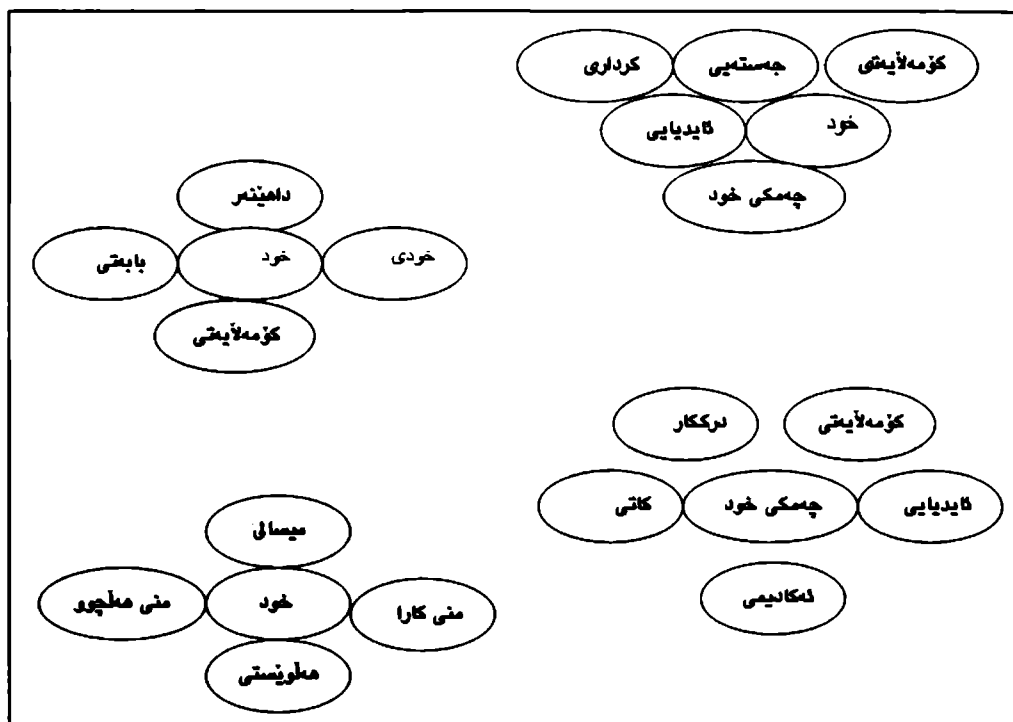 کۆمەڵایەتی
جەستەیی
کرداری
خود
ئایدیایی
چەمکی خود
داهێنەر
خودی
خود
بابەتی
کۆمەڵایەتی
کۆمەڵایەتی
درککار
ئایدیایی
چەمکی خود
کاتی
ئەکادیمی
میسالی
منی کارا
خود
منی هەڵچوو
هەڵوێستی